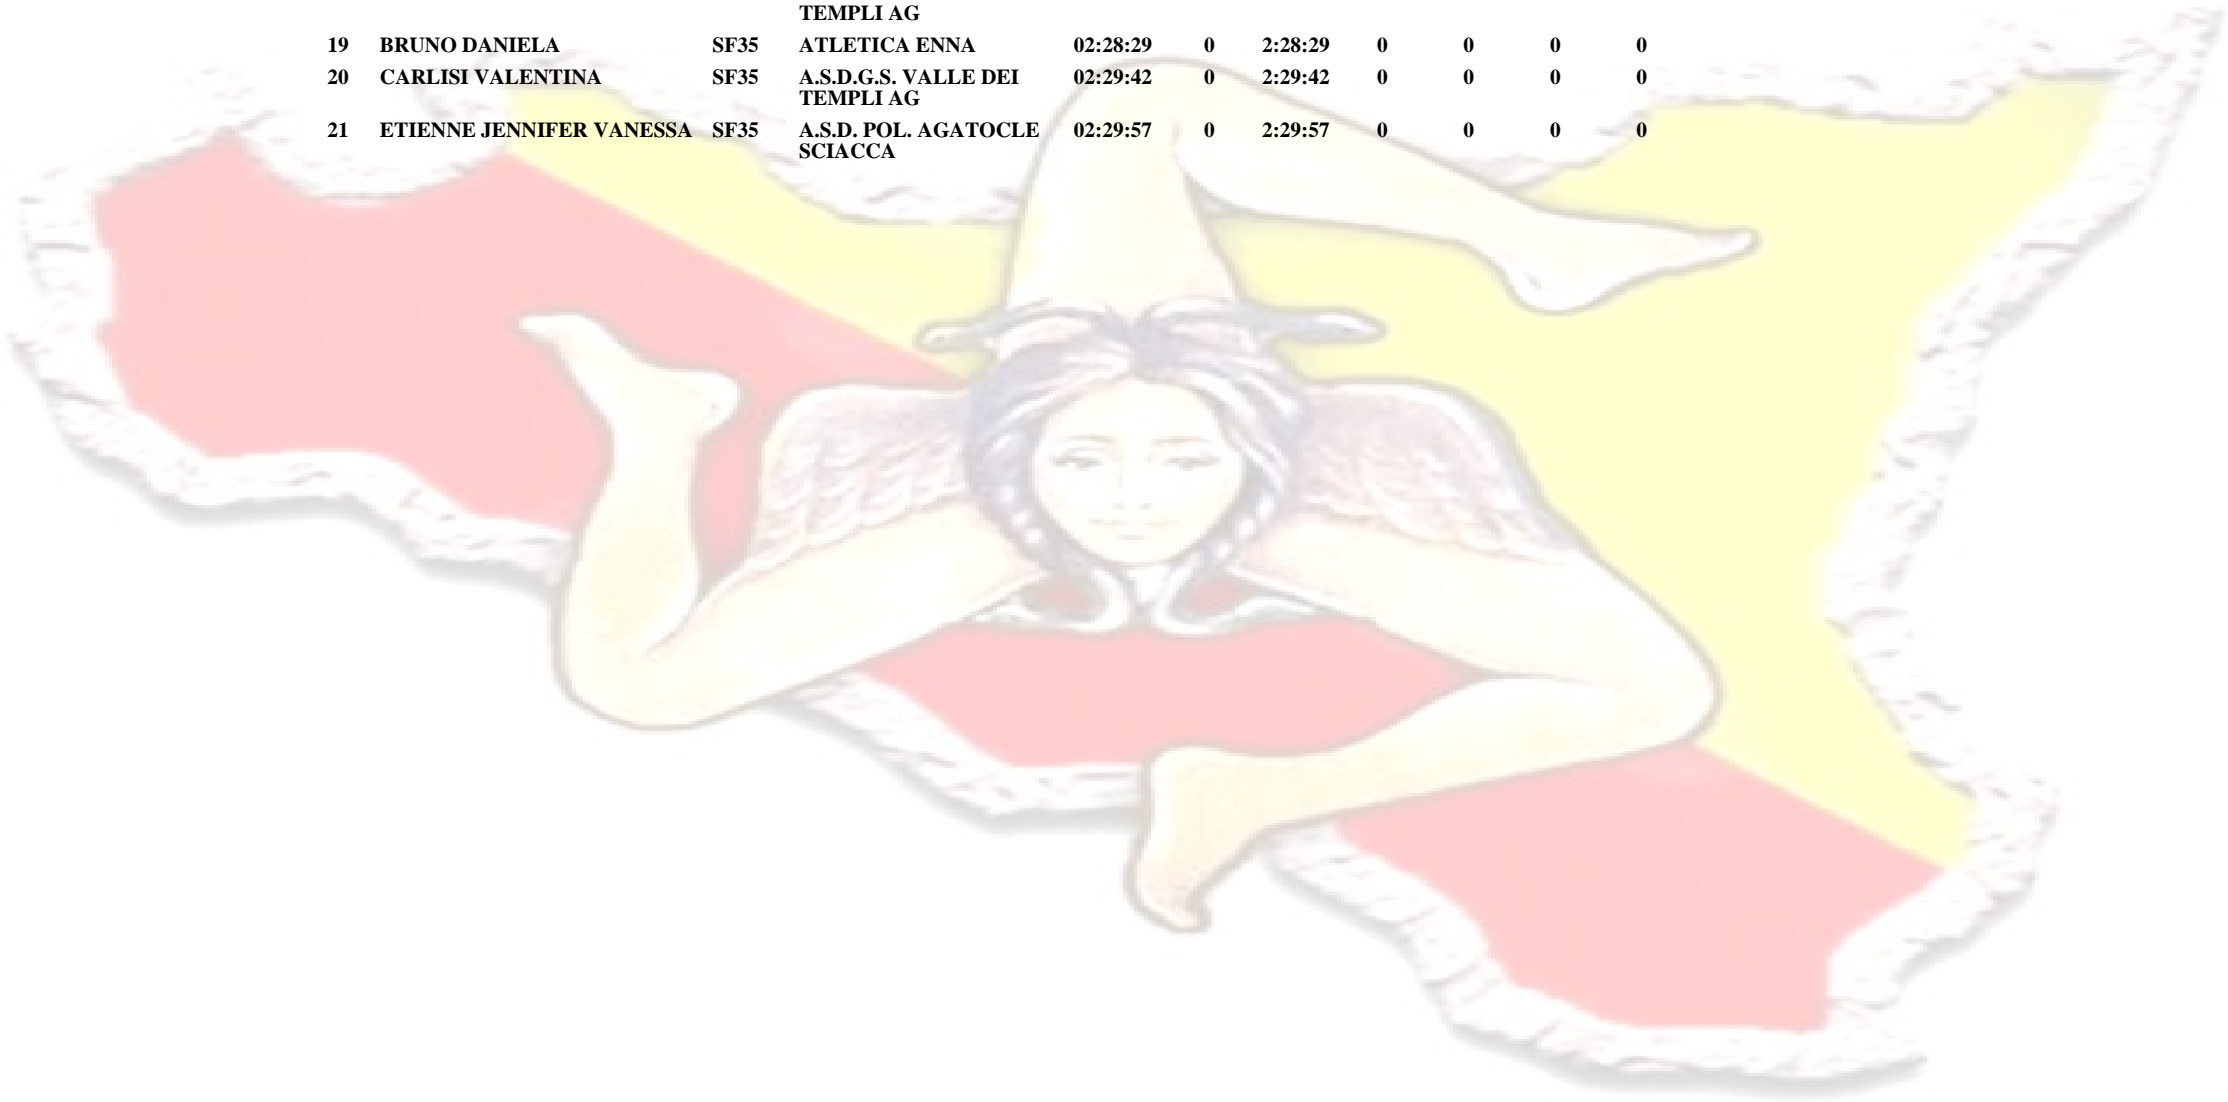 TEMPLI AG
19 BRUNO DANIELA SF35 ATLETICA ENNA 02:28:29 0 2:28:29 0 0 0 0
20 CARLISI VALENTINA SF35 A.S.D.G.S. VALLE DEI 02:29:42 0 2:29:42 0 0 0 0
TEMPLI AG
21 ETIENNE JENNIFER VANESSA SF35 A.S.D. POL. AGATOCLE 02:29:57 0 2:29:57 0 0 0 0
SCIACCA